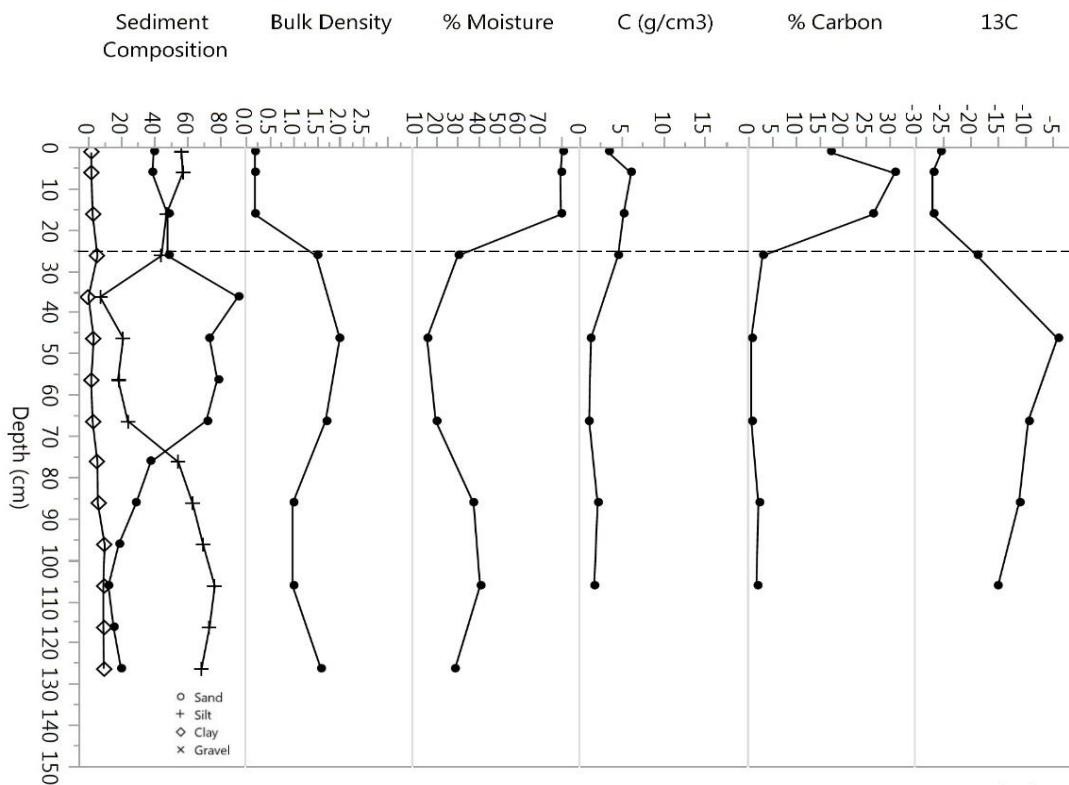 Sediment
Composition
Bulk Density
% Moisture
C (g/cm3)
% Carbon
13C
0 20 40 60 80
0.0 0.5 1.0 1.5 2.0 2.5
10 20 30 40 50 60 70
0 5 10 15
0 5 10 15 20 25 30
-30 -25 -20 -15 -10 -5
0
10
20
30
40
50
60
70
80
90
100
110
120
130
140
150
Depth (cm)
Sand
Silt
Clay
Gravel